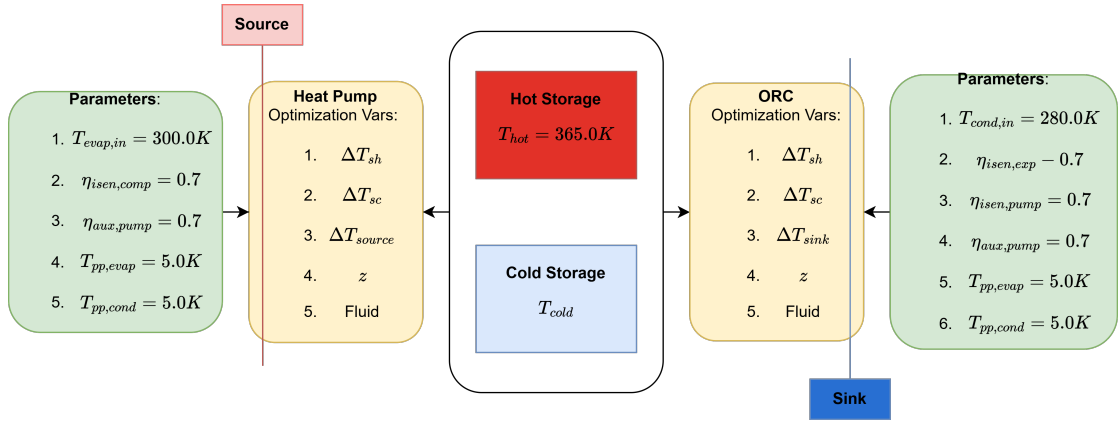 Source
Parameters:
1. T_{evap,in} = 300.0K
2. η_{isen,comp} = 0.7
3. η_{aux,pump} = 0.7
4. T_{pp,evap} = 5.0K
5. T_{pp,cond} = 5.0K
Heat Pump
Optimization Vars:
1. ΔT_{sh}
2. ΔT_{sc}
3. ΔT_{source}
4. z
5. Fluid
Hot Storage
T_{hot} = 365.0K
Cold Storage
T_{cold}
ORC
Optimization Vars:
1. ΔT_{sh}
2. ΔT_{sc}
3. ΔT_{sink}
4. z
5. Fluid
Parameters:
1. T_{cond,in} = 280.0K
2. η_{isen,exp} − 0.7
3. η_{isen,pump} = 0.7
4. η_{aux,pump} = 0.7
5. T_{pp,evap} = 5.0K
6. T_{pp,cond} = 5.0K
Sink